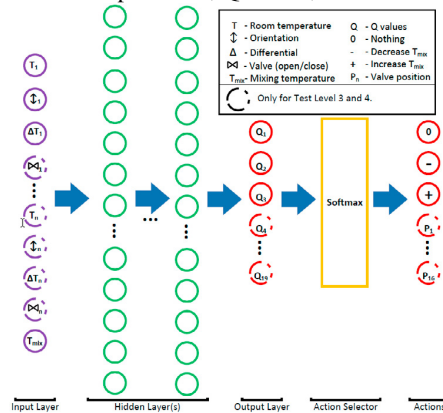 T - Room temperature
↕ - Orientation
Δ - Differential
⋈ - Valve (open/close)
Tmix- Mixing temperature
Q - Q values
0 - Nothing
- - Decrease Tmix
+ - Increase Tmix
Pn - Valve position
Only for Test Level 3 and 4.
T1
↕1
ΔT1
⋈1
Tn
↕n
ΔTn
⋈n
Tmix
...
Q1
Q2
Q3
Q4
Q19
Softmax
0
-
+
P1
P16
Input Layer
Hidden Layer(s)
Output Layer
Action Selector
Actions